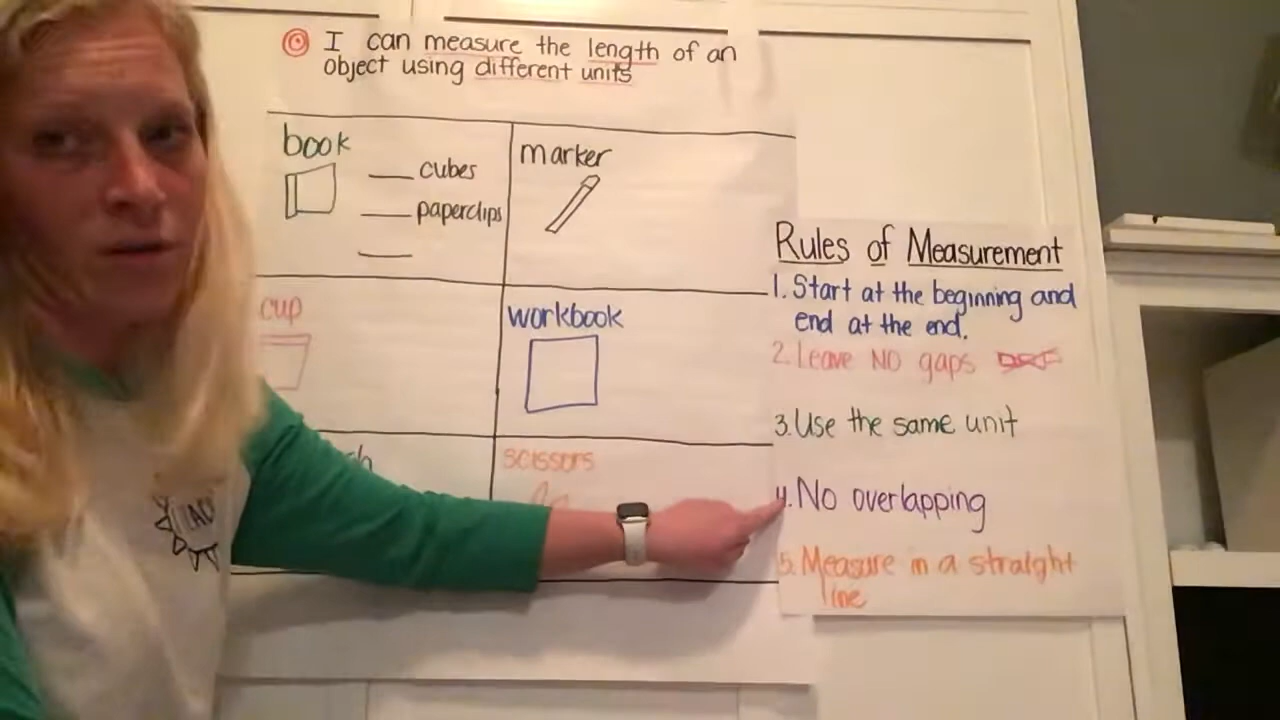 I can measure the length of an
object using different units
book
cubes
paperclips
marker
cup
workbook
scissors
Rules of Measurement
1. Start at the beginning and
end at the end.
2. Leave NO gaps
3. Use the same unit
4. No overlapping
5. Measure in a straight
line